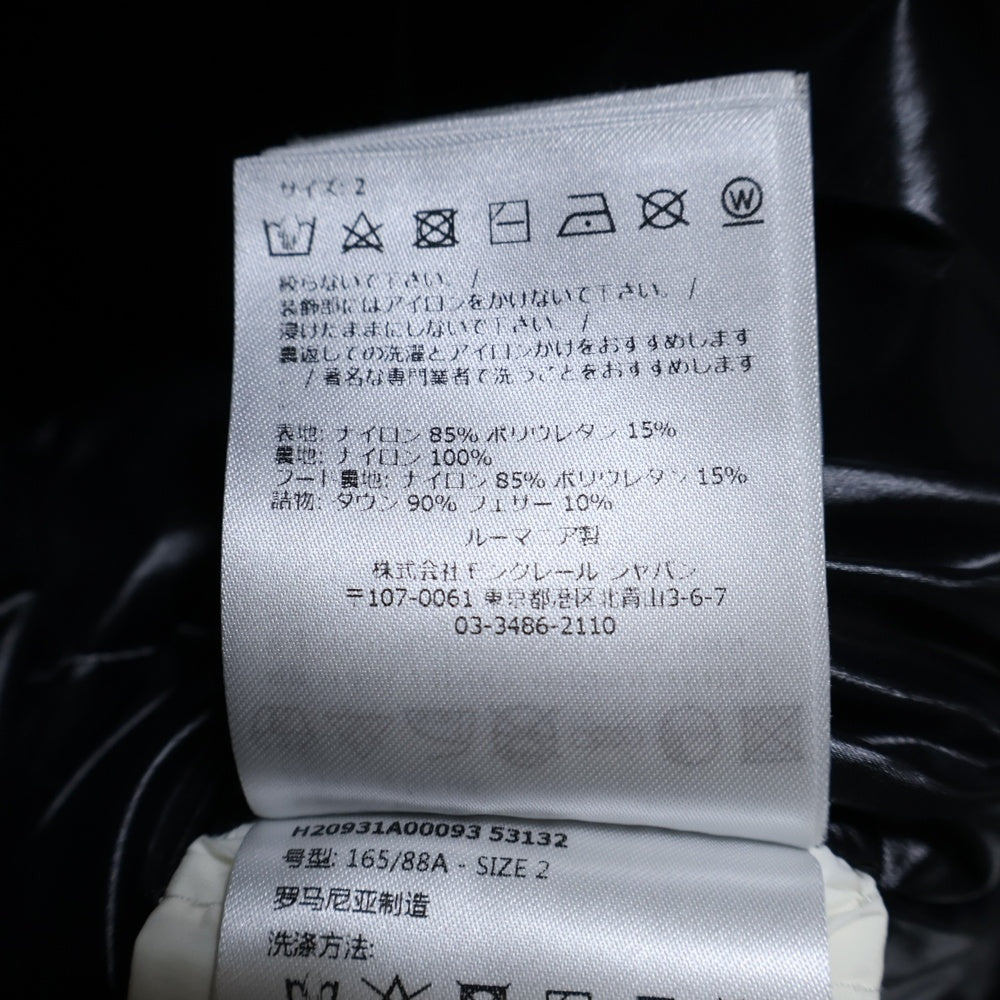 サイズ: 2
W
絞らないで下さい。 /
装飾部にはアイロンをかけないで下さい。 /
浸けたままにしないで下さい。 /
裏返しての洗濯とアイロンかけをおすすめします
/ 著名な専門業者で洗うことをおすすめします
表地: ナイロン 85% ポリウレタン 15%
裏地: ナイロン 100%
フード裏地: ナイロン 85% ポリウレタン 15%
詰物: ダウン 90% フェザー 10%
ルーマニア製
株式会社モンクレール ジャパン
〒107-0061 東京都港区北青山3-6-7
03-3486-2110
H20931A00093 53132
号型: 165/88A - SIZE 2
罗马尼亚制造
洗涤方法: